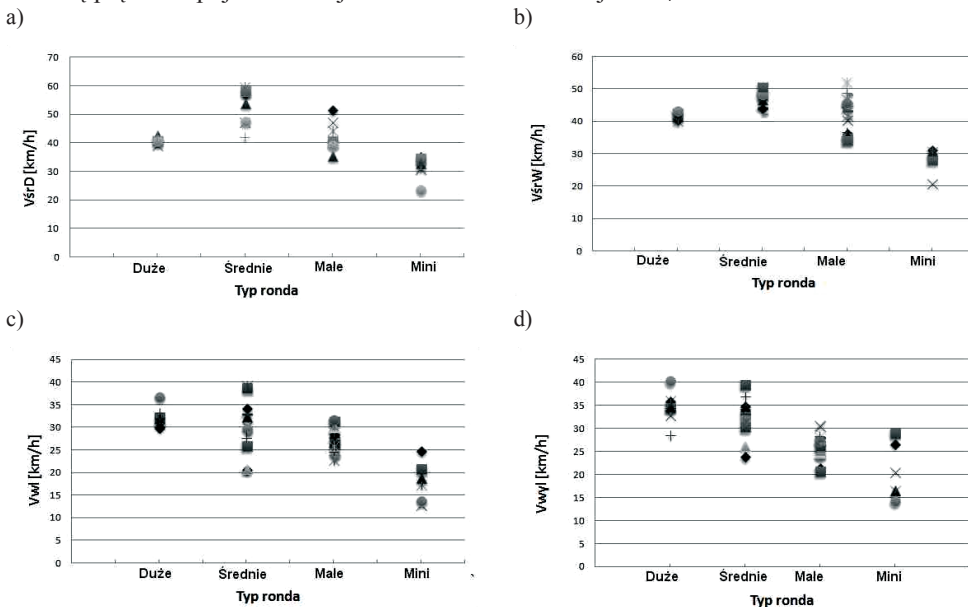 a)
b)
70
60
50
40
30
20
10
0
VśrD [km/h]
Duże Średnie Małe Mini
Typ ronda
60
50
40
30
20
10
0
VśrW [km/h]
Duże Średnie Małe Mini
Typ ronda
c)
d)
45
40
35
30
25
20
15
10
5
0
Vwl [km/h]
Duże Średnie Małe Mini
Typ ronda
45
40
35
30
25
20
15
10
5
0
Vwyl [km/h]
Duże Średnie Małe Mini
Typ ronda